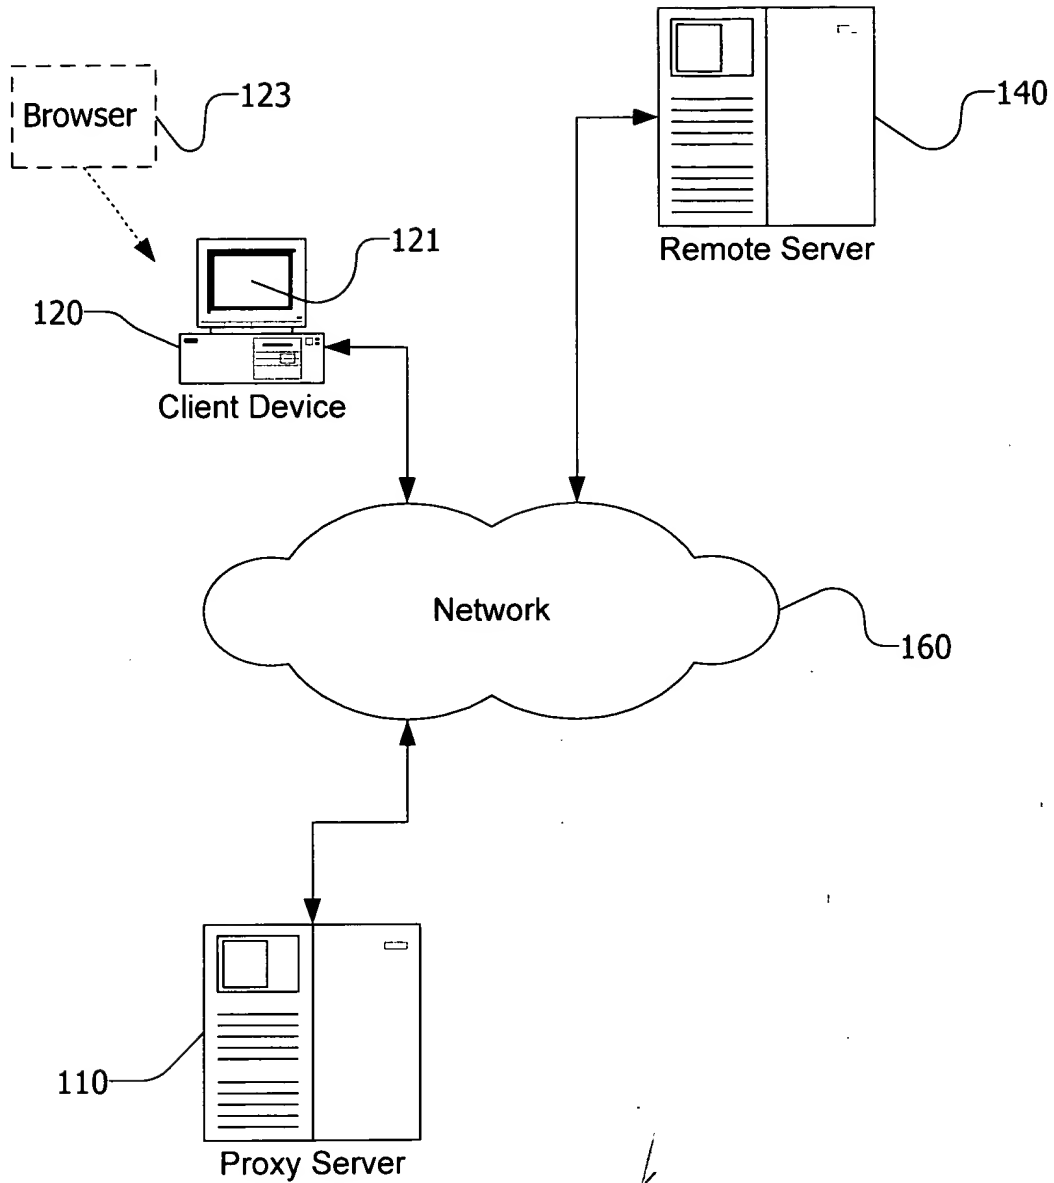 Browser
123
140
Remote Server
121
120
Client Device
Network
160
110
Proxy Server